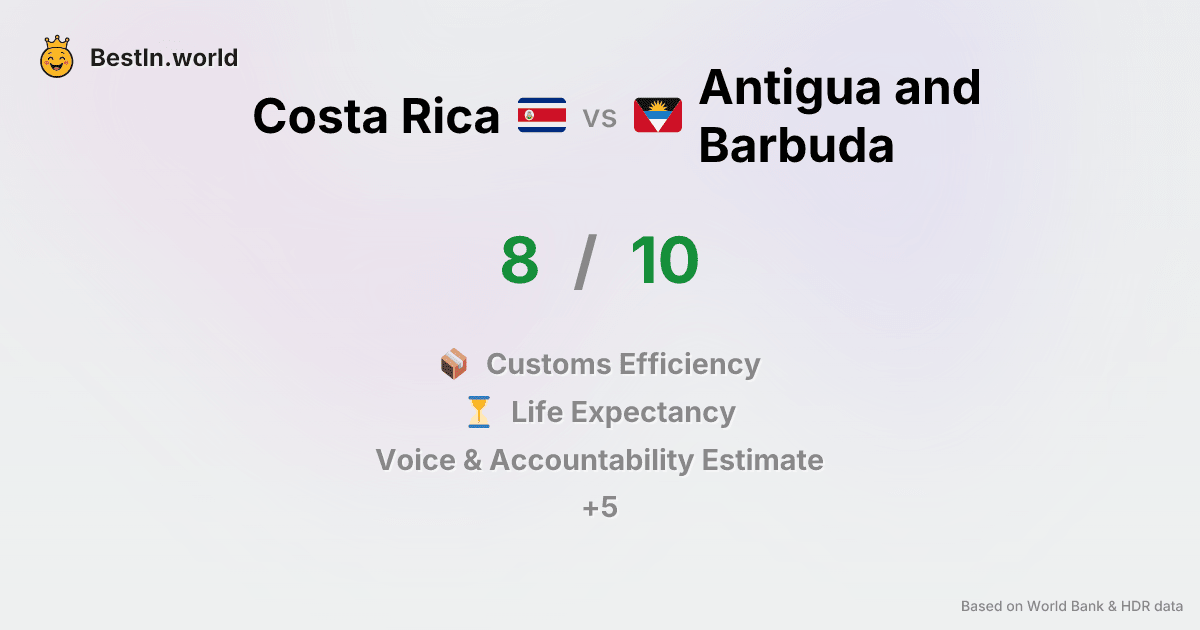 BestIn.world
Costa Rica vs Antigua and
Barbuda
8 / 10
Customs Efficiency
Life Expectancy
Voice & Accountability Estimate
+5
Based on World Bank & HDR data